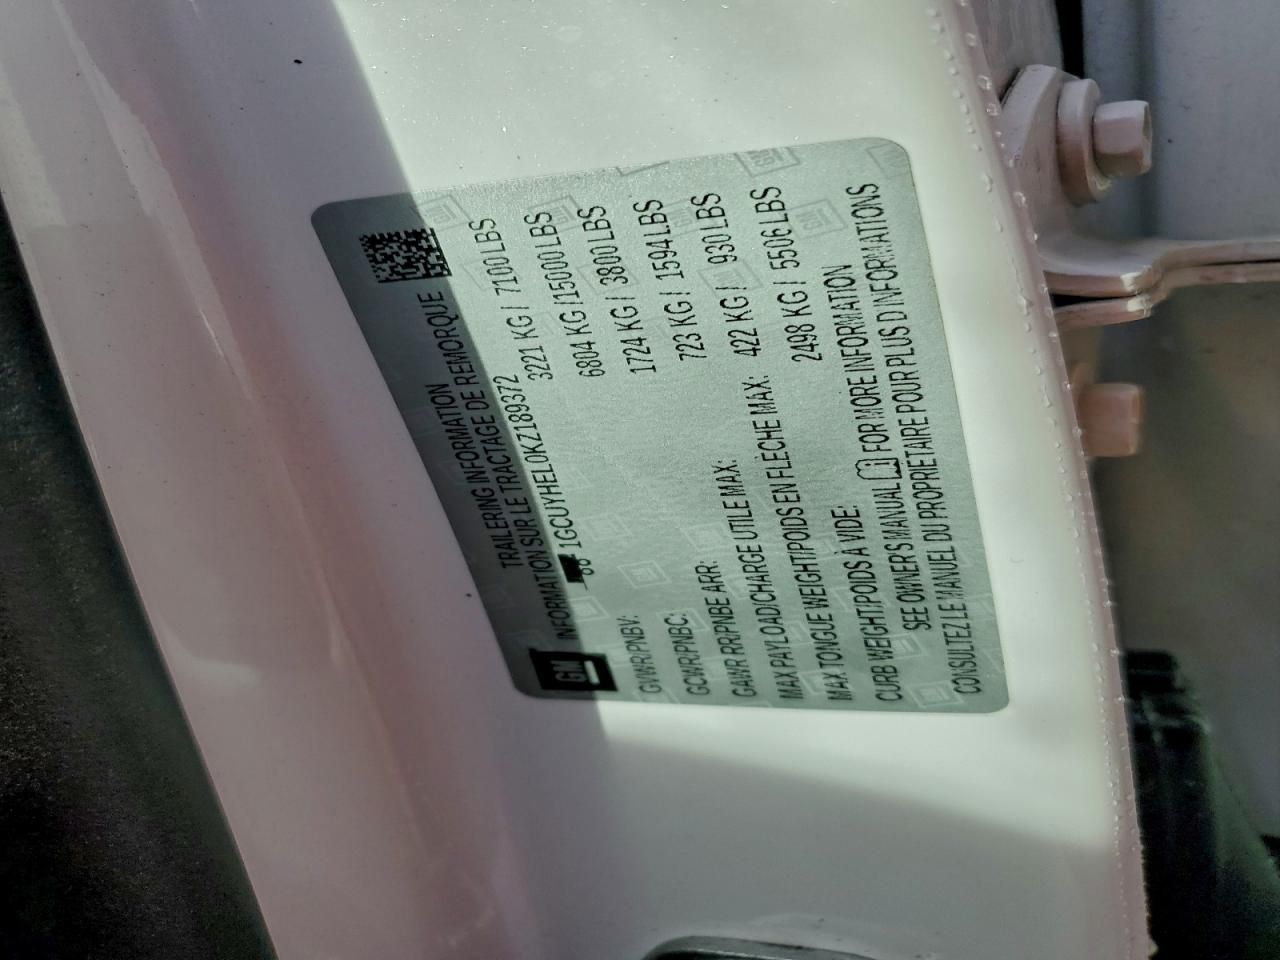 TRAILERING INFORMATION
GM INFORMATION SUR LE TRACTAGE DE REMORQUE
1GCUYHEL0KZ189372
GVWR/PNBV: 3221 KG / 7100 LBS
GCWR/PNBC: 6804 KG /15000 LBS
GAWR RR/PNBE ARR: 1724 KG / 3800 LBS
MAX PAYLOAD/CHARGE UTILE MAX: 723 KG / 1594 LBS
MAX TONGUE WEIGHT/POIDS EN FLÈCHE MAX: 422 KG / 930 LBS
CURB WEIGHT/POIDS À VIDE: 2498 KG / 5506 LBS
SEE OWNER'S MANUAL FOR MORE INFORMATION
CONSULTEZ LE MANUEL DU PROPRIETAIRE POUR PLUS D INFORMATIONS